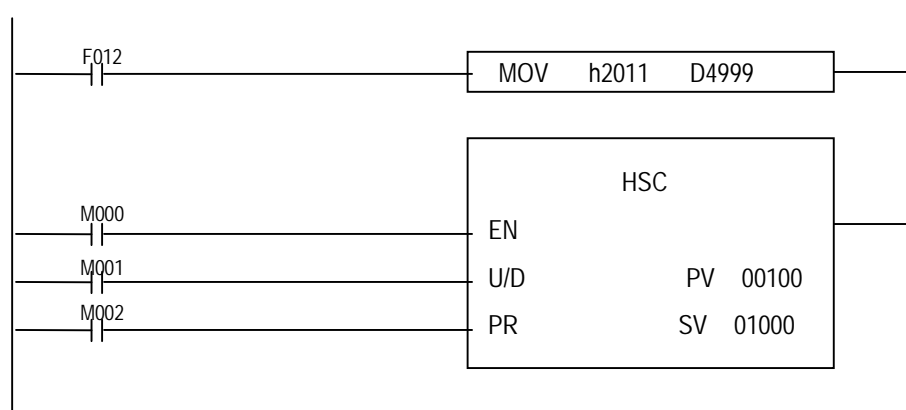 F012
MOV h2011 D4999
HSC
M000
EN
M001
U/D PV 00100
M002
PR SV 01000